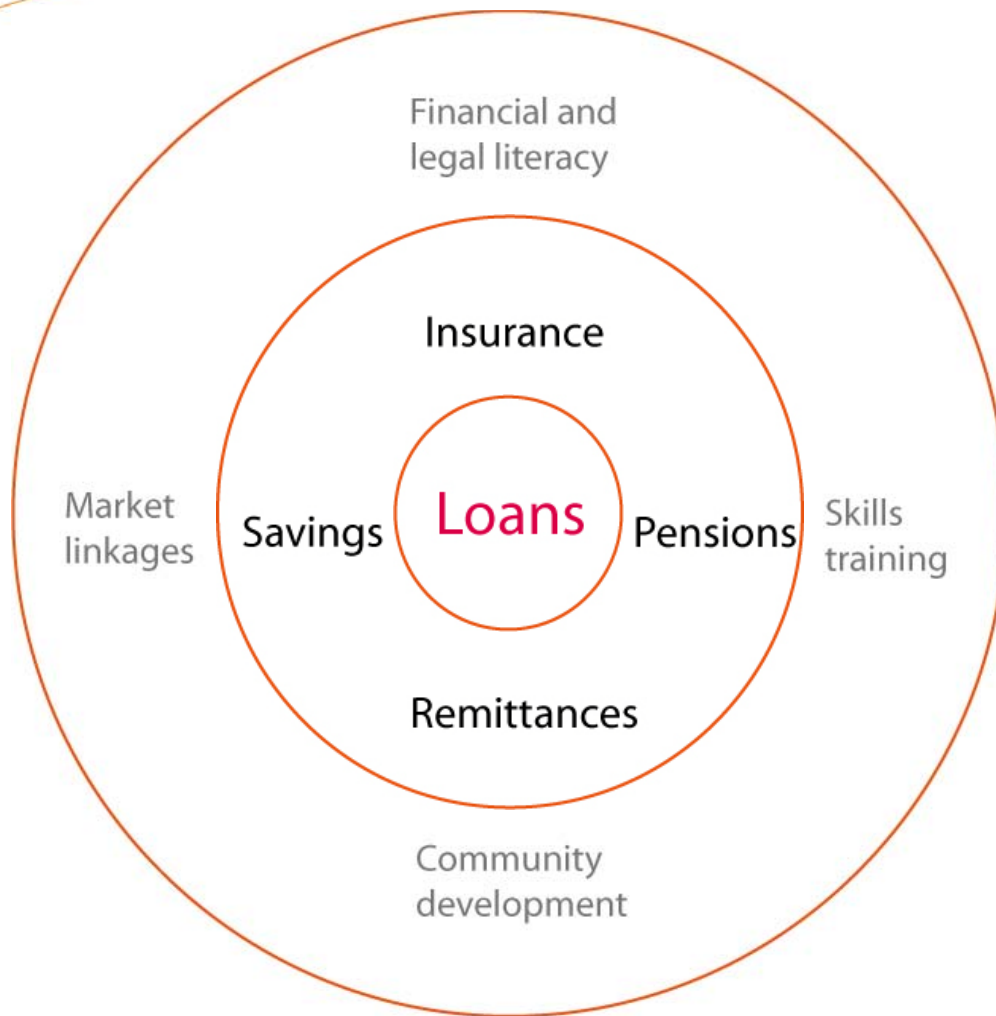 Financial and
legal literacy
Insurance
Market
linkages
Savings
Loans
Pensions
Skills
training
Remittances
Community
development